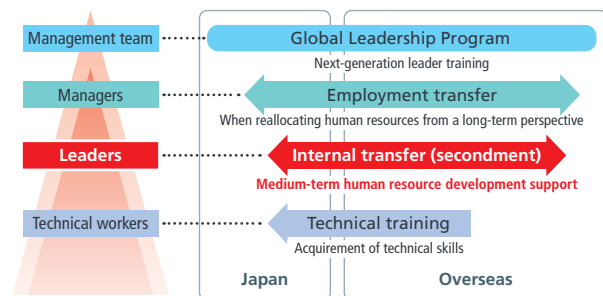 Management team
Global Leadership Program
Next-generation leader training
Managers
Employment transfer
When reallocating human resources from a long-term perspective
Leaders
Internal transfer (secondment)
Medium-term human resource development support
Technical workers
Technical training
Acquirement of technical skills
Japan
Overseas